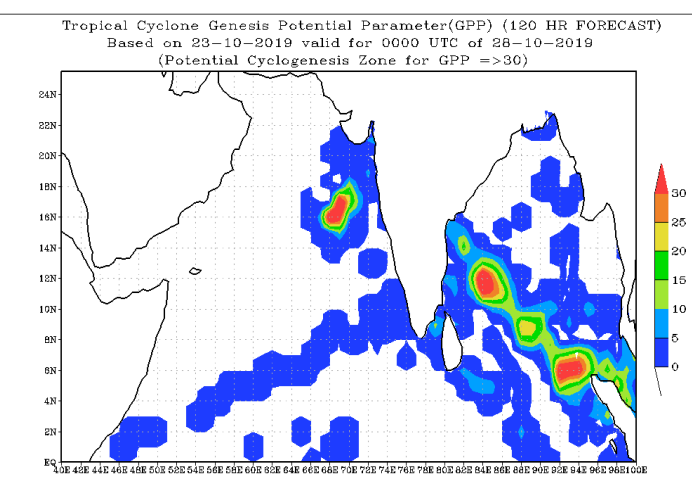 Tropical Cyclone Genesis Potential Parameter(GPP) (120 HR FORECAST)
Based on 23-10-2019 valid for 0000 UTC of 28-10-2019
(Potential Cyclogenesis Zone for GPP =>30)
24N
22N
20N
18N
16N
14N
12N
10N
8N
6N
4N
2N
EQ
30
25
20
15
10
5
0
40E 42E 44E 46E 48E 50E 52E 54E 56E 58E 60E 62E 64E 66E 68E 70E 72E 74E 76E 78E 80E 82E 84E 86E 88E 90E 92E 94E 96E 98E 100E